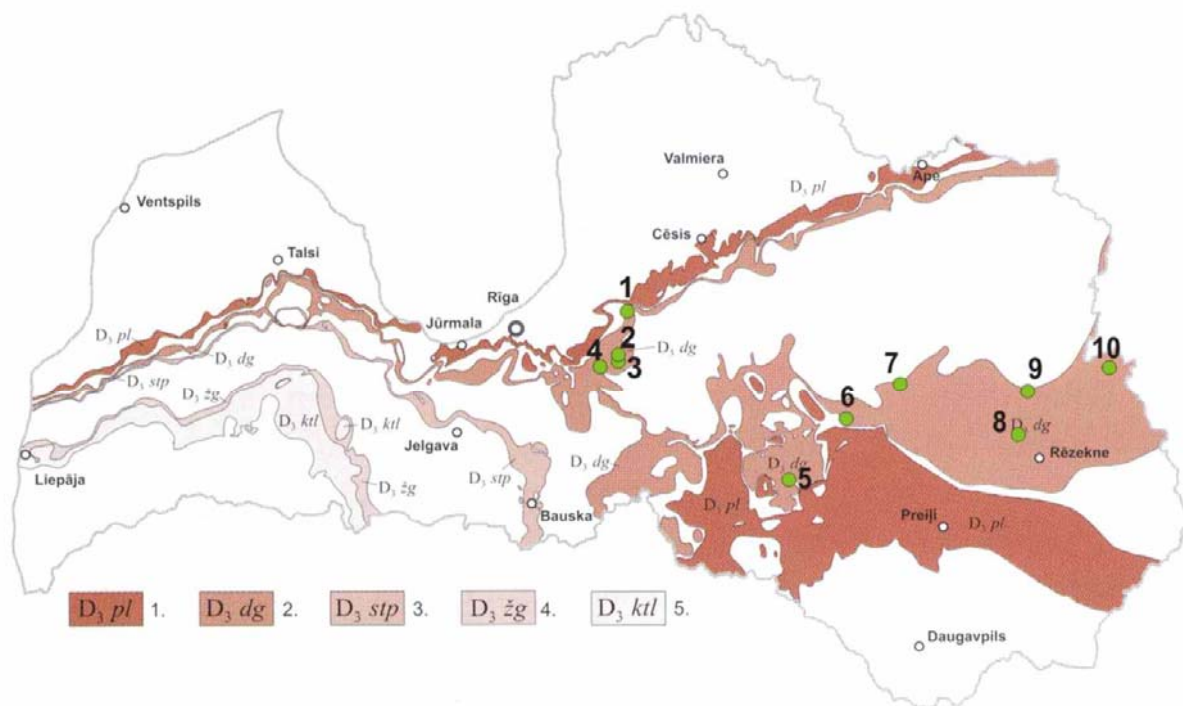 Valmiera
Ape
D₃ pl
Ventspils
Cēsis
Talsi
1
Rīga
Jūrmala
2
4
D₃ dg
3
D₃ pl
D₃ dg
D₃ stp
7
9
10
6
D₃ žg
D₃ ktl
D₃ ktl
Jelgava
8
D₃ dg
Rēzekne
Liepāja
D₃ žg
D₃ stp
D₃ dg
D₃ dg
5
D₃ pl
Bauska
Preiļi
D₃ pl
D₃ pl 1.
D₃ dg 2.
D₃ stp 3.
D₃ žg 4.
D₃ ktl 5.
Daugavpils